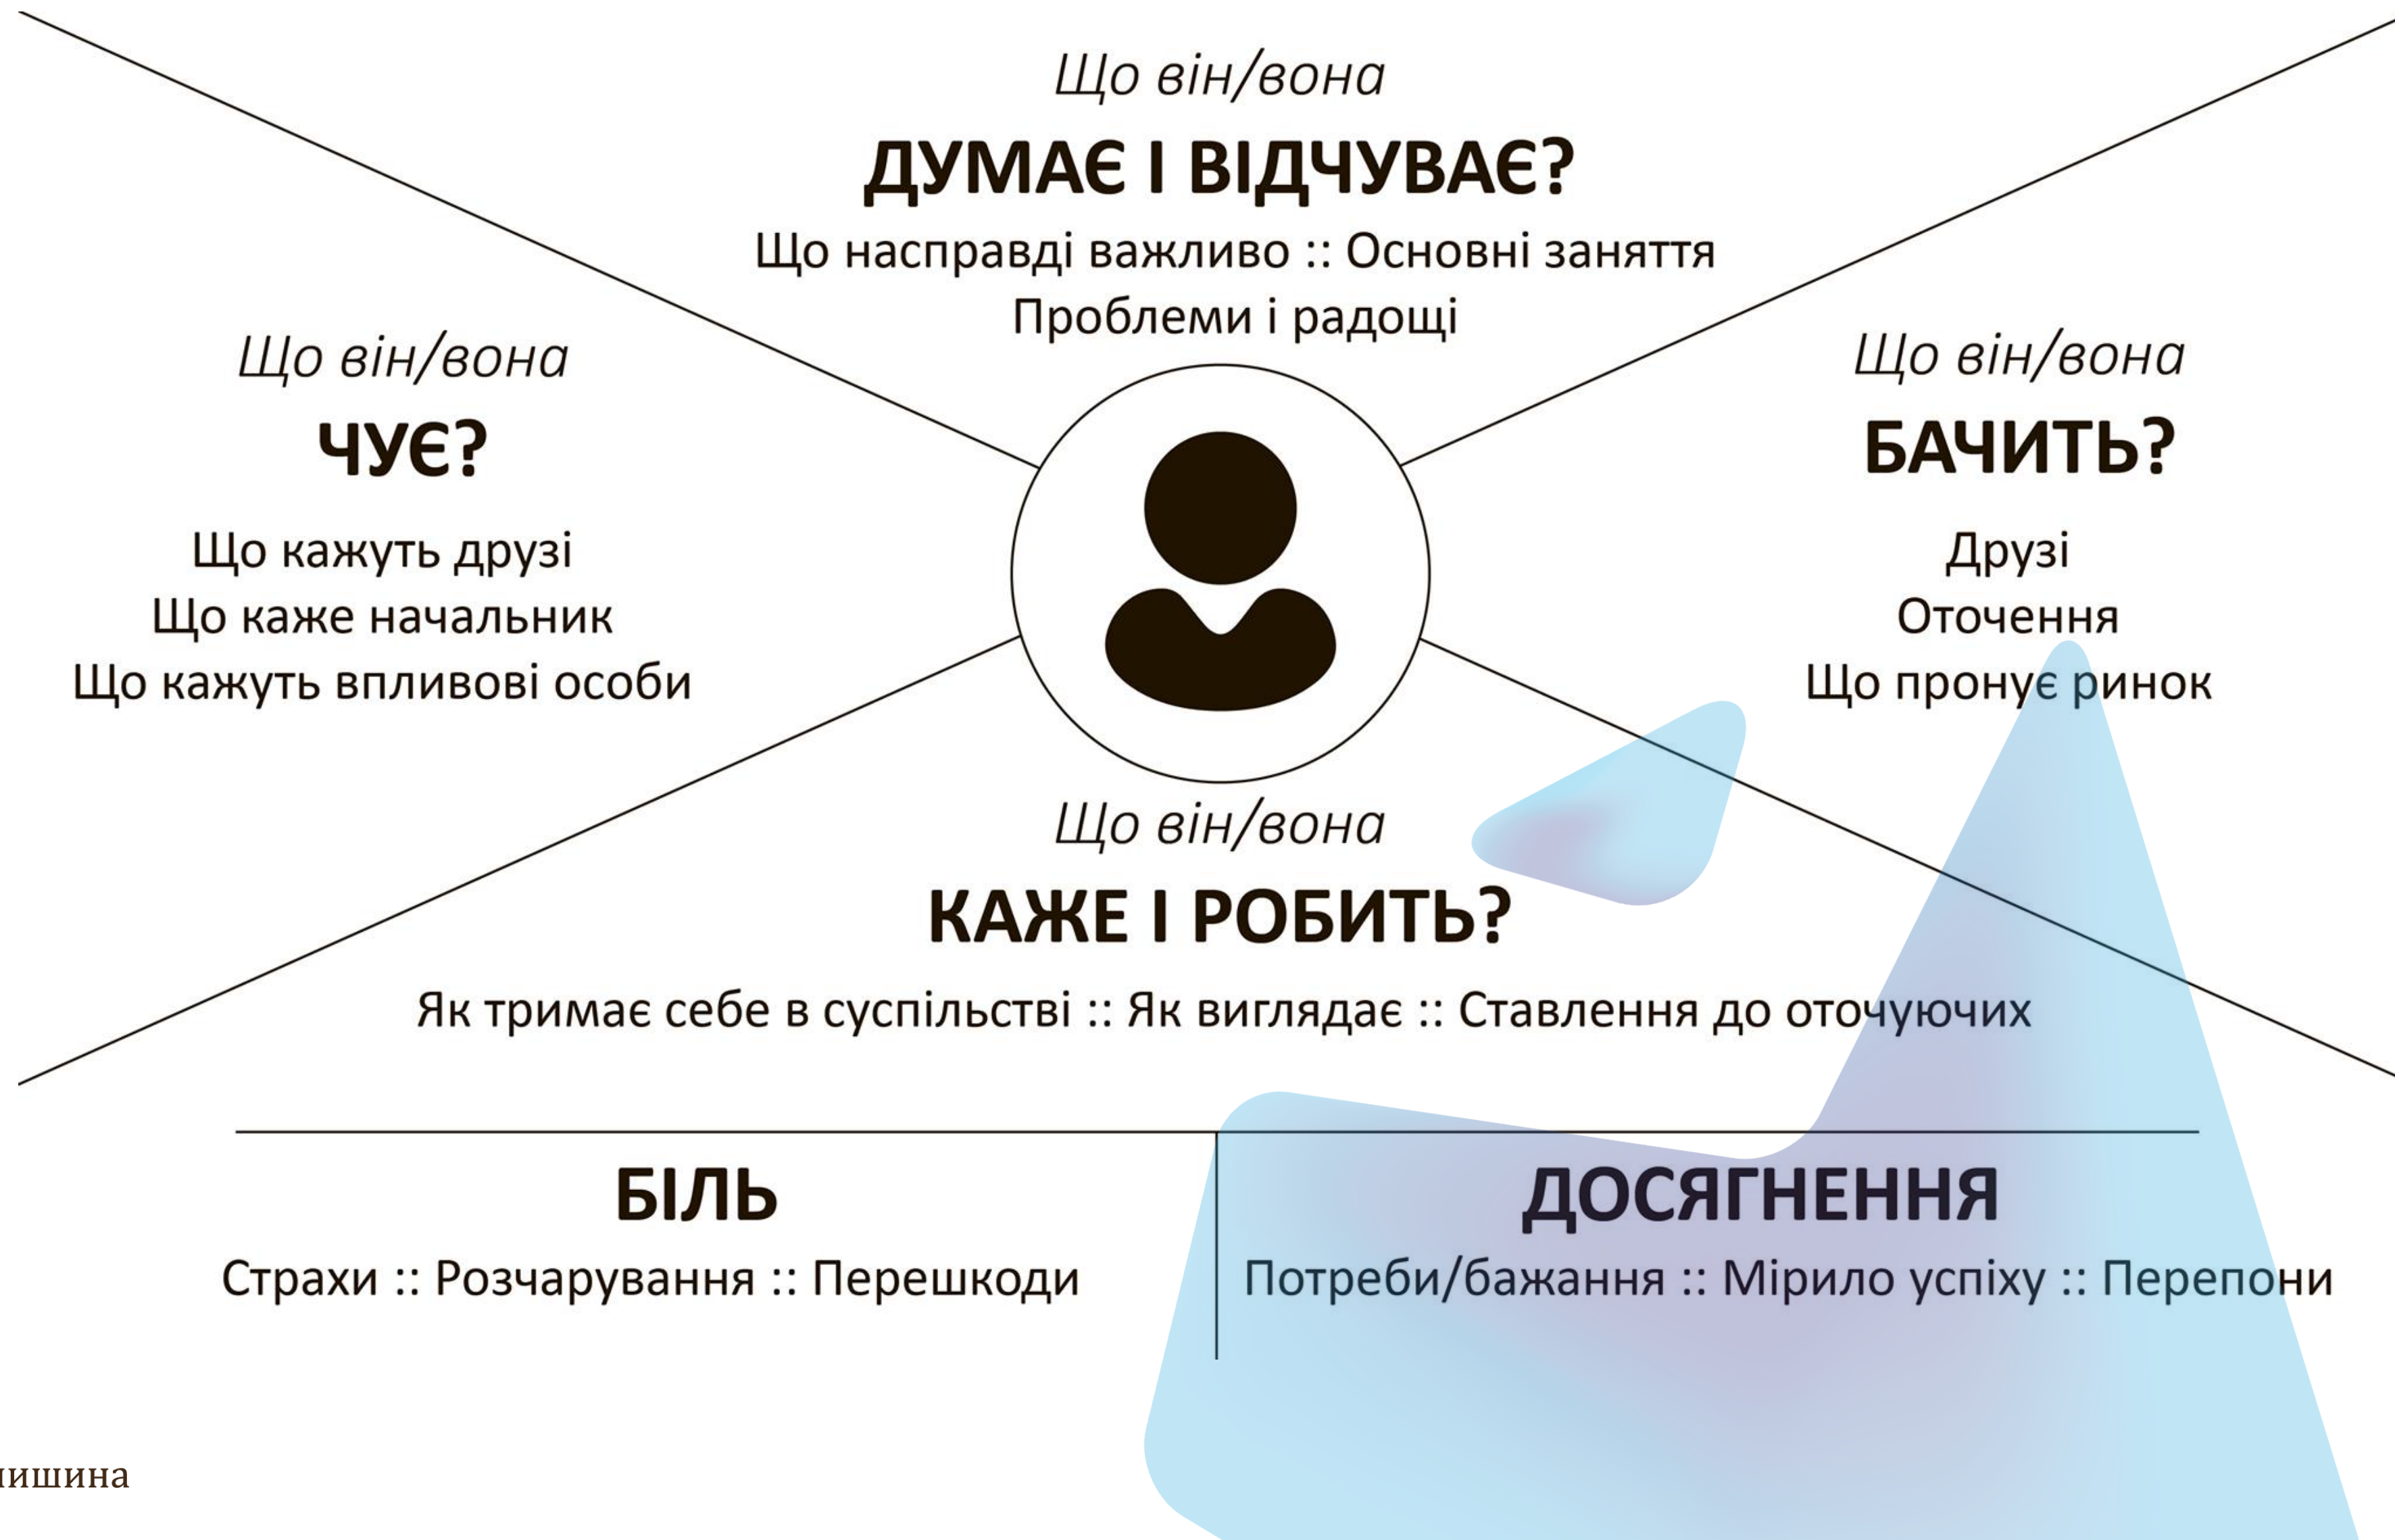 Що він/вона
ДУМАЄ І ВІДЧУВАЄ?
Що насправді важливо :: Основні заняття
Проблеми і радощі
Що він/вона
ЧУЄ?
Що кажуть друзі
Що каже начальник
Що кажуть впливові особи
Що він/вона
БАЧИТЬ?
Друзі
Оточення
Що пронує ринок
Що він/вона
КАЖЕ І РОБИТЬ?
Як тримає себе в суспільстві :: Як виглядає :: Ставлення до оточуючих
БІЛЬ
Страхи :: Розчарування :: Перешкоди
ДОСЯГНЕННЯ
Потреби/бажання :: Мірило успіху :: Перепони